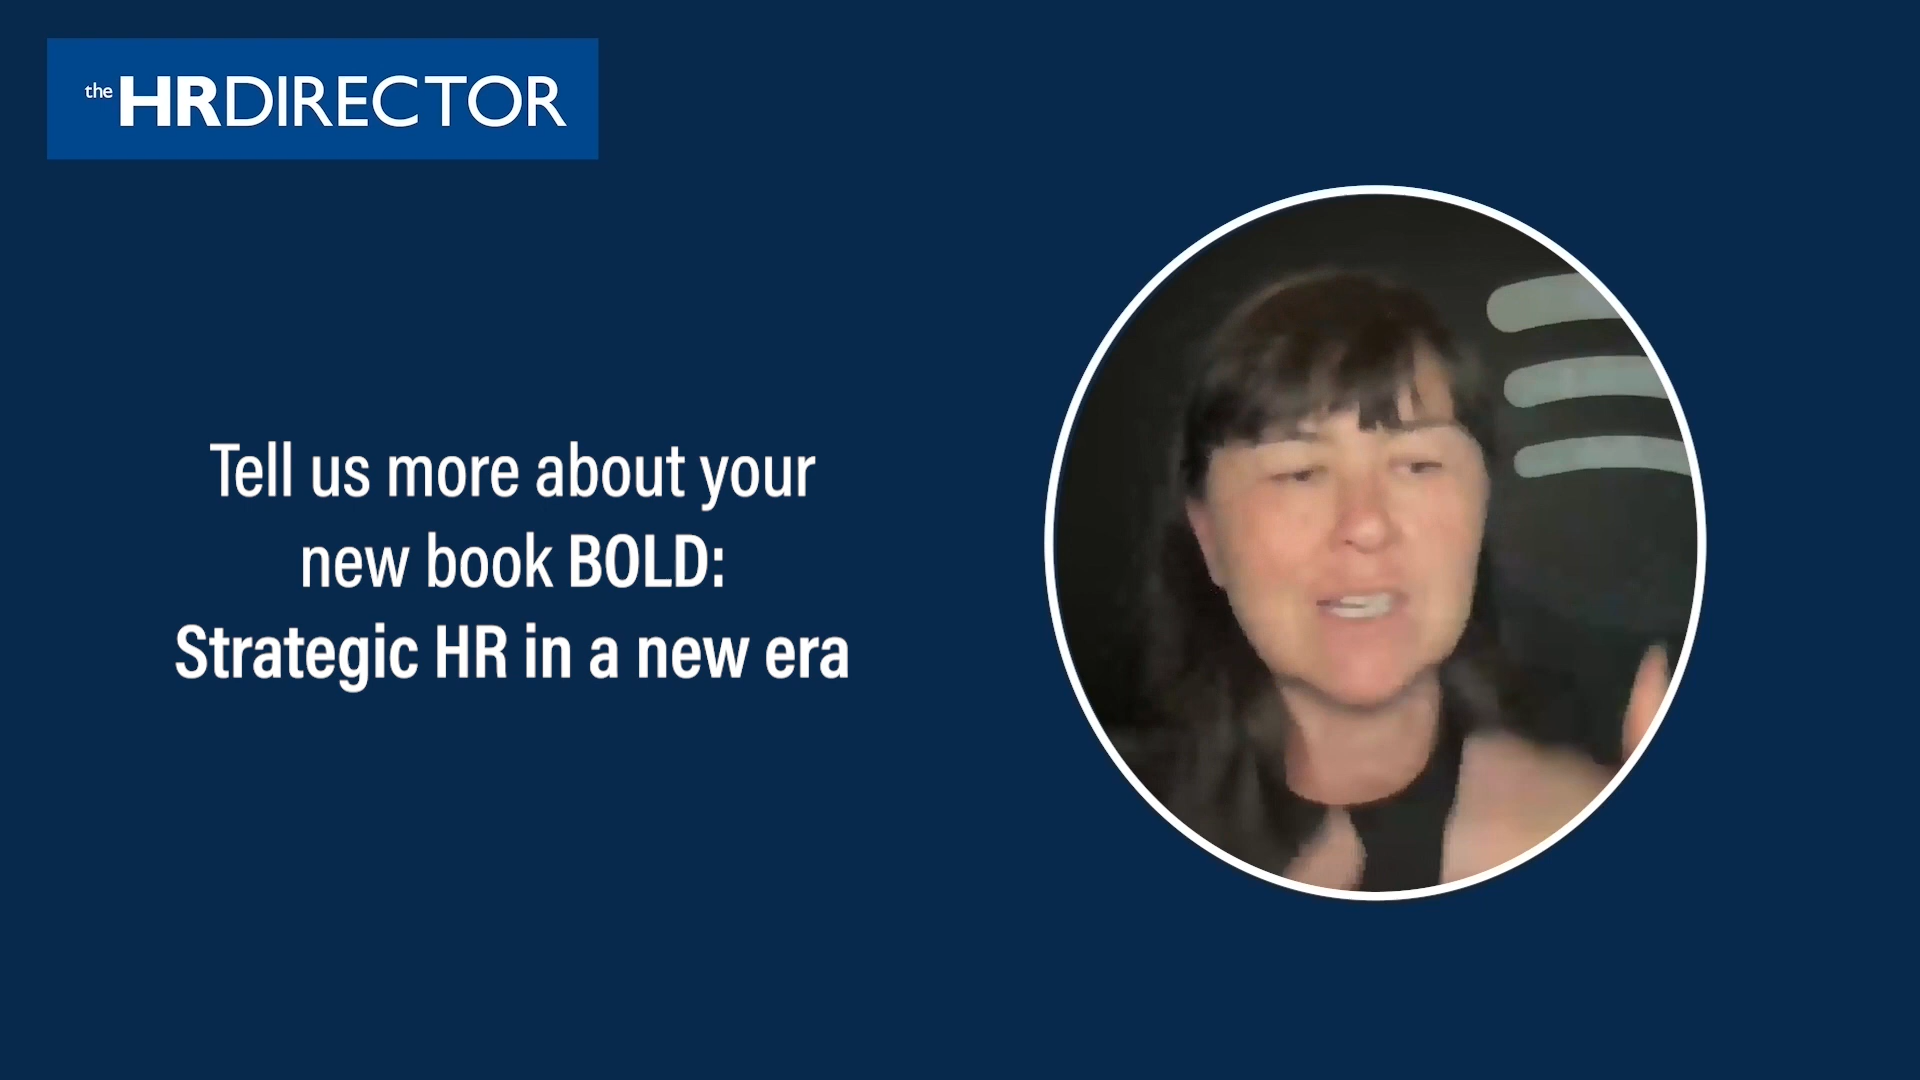 the HRDIRECTOR
Tell us more about your
new book BOLD:
Strategic HR in a new era